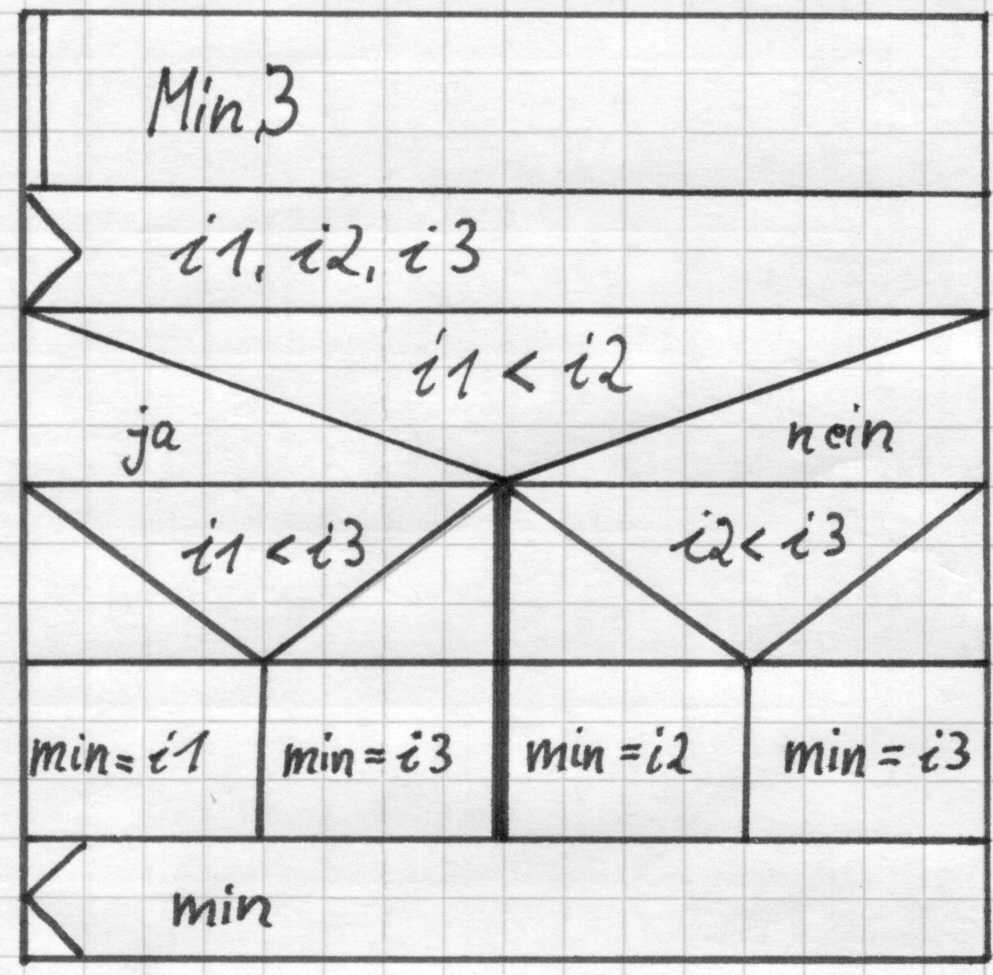 Min3
i1, i2, i3
i1 < i2
ja nein
i1 < i3 i2 < i3
min = i1 min = i3 min = i2 min = i3
min